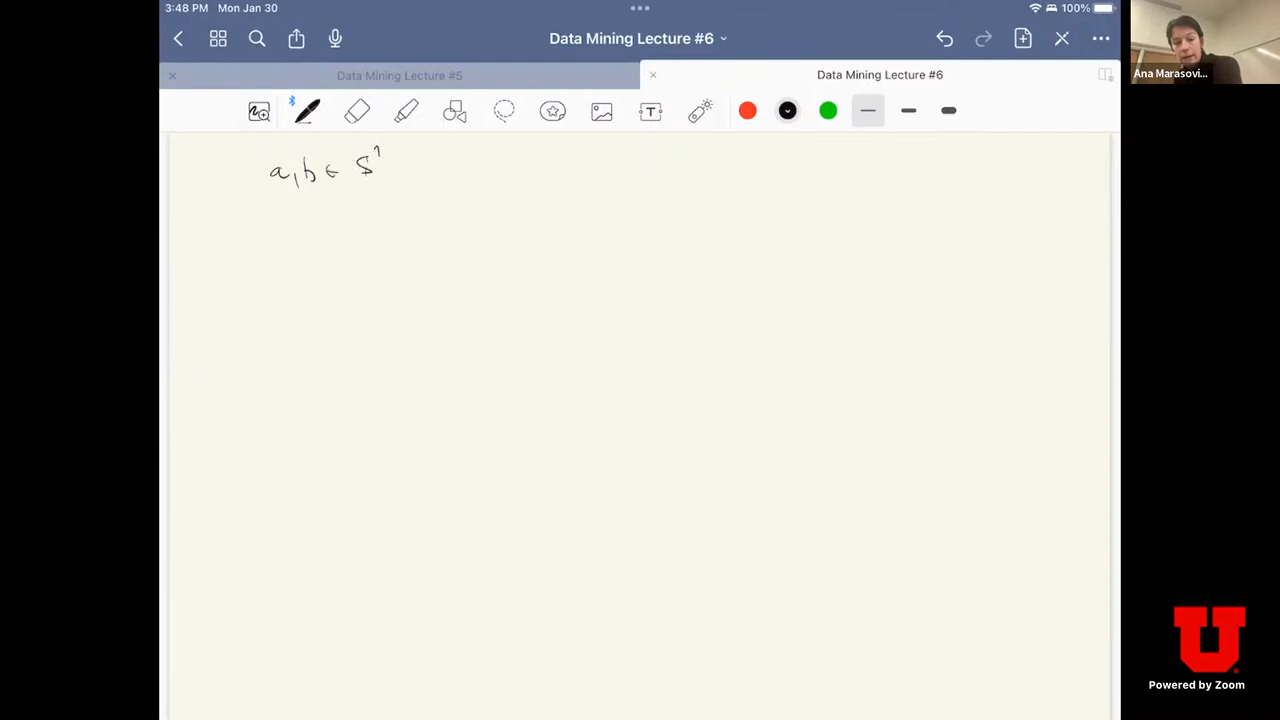 3:48 PM Mon Jan 30
100%
Data Mining Lecture #6
Data Mining Lecture #5
Data Mining Lecture #6
T
a, b ∈ S¹
Ana Marasovi...
U
Powered by Zoom